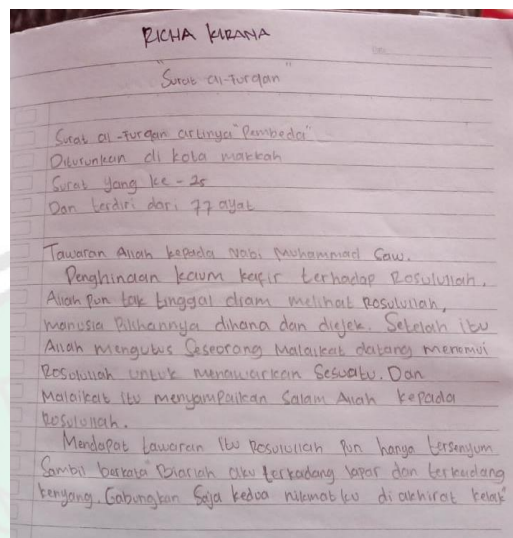 RICHA KIRANA
"Surat al-furqan"
Surat al-furqan artinya "Pembeda"
Diturunkan di kota makkah
Surat yang ke-25
Dan terdiri dari 77 ayat
Tawaran Allah kepada Nabi Muhammad Saw.
Penghinaan kaum kafir terhadap Rosulullah,
Allah pun tak tinggal diam melihat Rosulullah,
manusia Pilihannya dihana dan diejek. Setelah itu
Allah mengutus Seseorang Malaikat datang menemui
Rosulullah untuk menawarkan Sesuatu. Dan
Malaikat itu menyampaikan Salam Allah kepada
Rosulullah.
Mendapat tawaran itu Rosulullah Pun hanya tersenyum
Sambil barkata "Biarlah aku terkadang lapar dan terkadang
kenyang. Gabungkan Saja kedua nikmat ku di akhirat kelak"